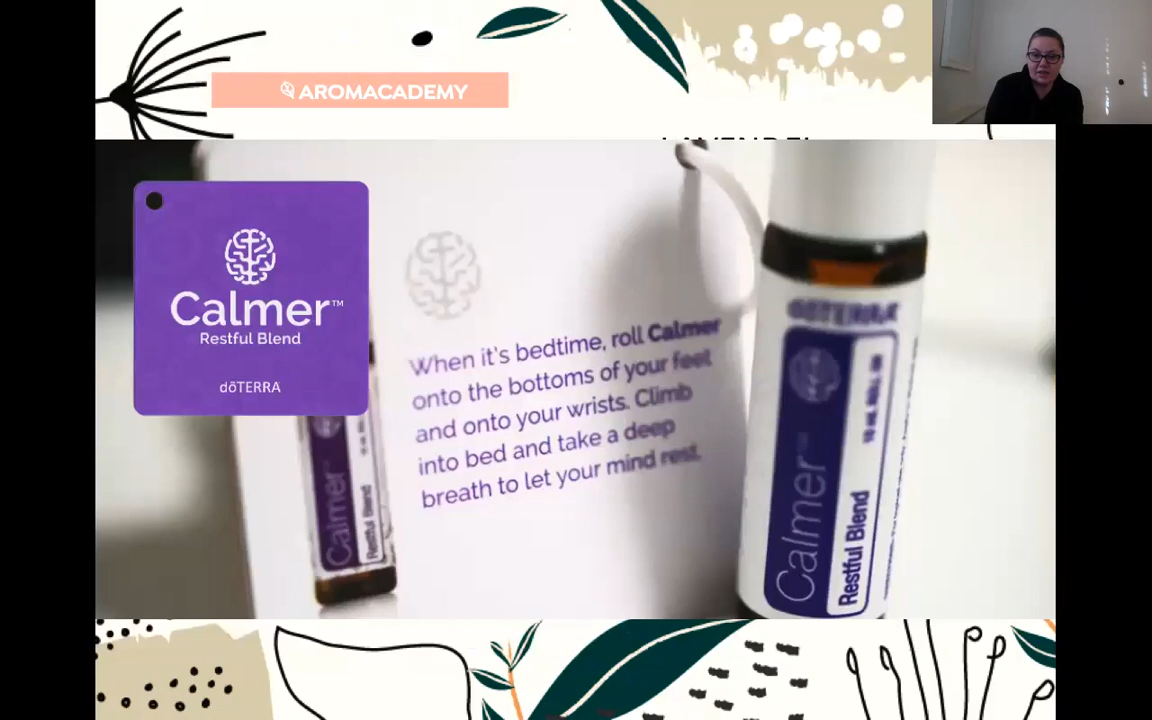 AROMACADEMY
Calmer™
Restful Blend
dōTERRA
When it's bedtime, roll Calmer
onto the bottoms of your feet
and onto your wrists. Climb
into bed and take a deep
breath to let your mind rest.
Calmer
Restful Blend
dōTERRA
Calmer™
Restful Blend